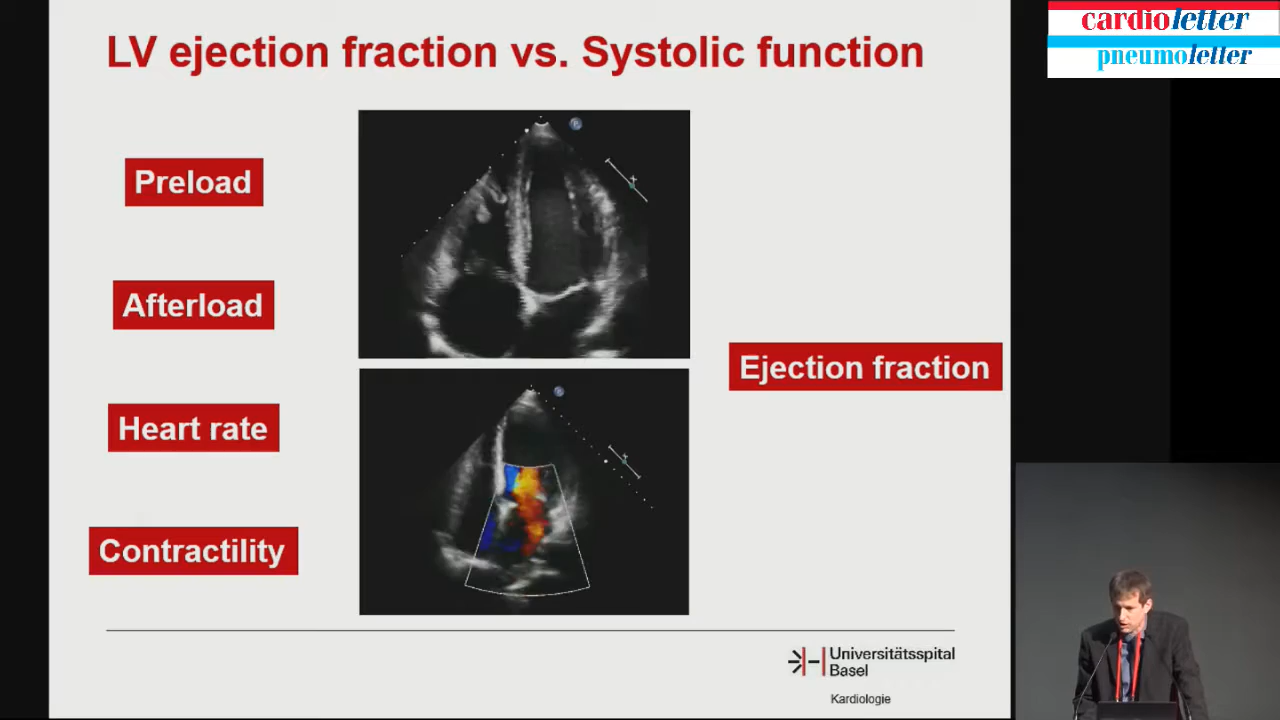 LV ejection fraction vs. Systolic function
cardioletter
pneumoletter
Preload
Afterload
Heart rate
Contractility
Ejection fraction
Universitätsspital
Basel
Kardiologie